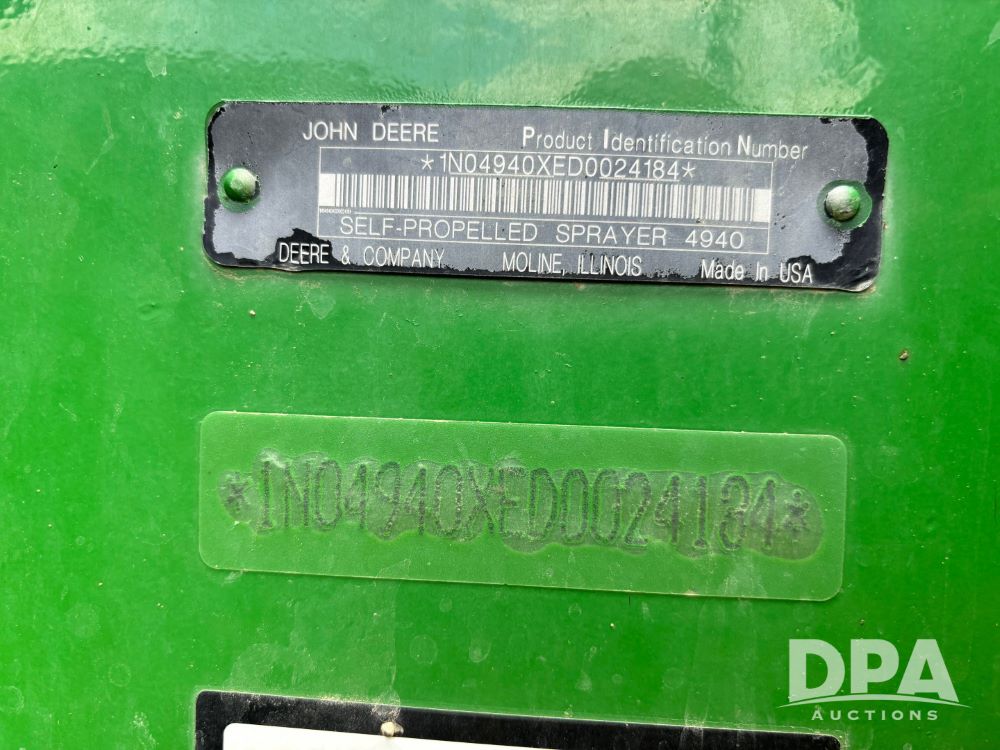 JOHN DEERE Product Identification Number
*1N04940XED0024184*
SELF-PROPELLED SPRAYER 4940
DEERE & COMPANY MOLINE, ILLINOIS Made In USA
*1N04940XED0024184*
DPA
AUCTIONS